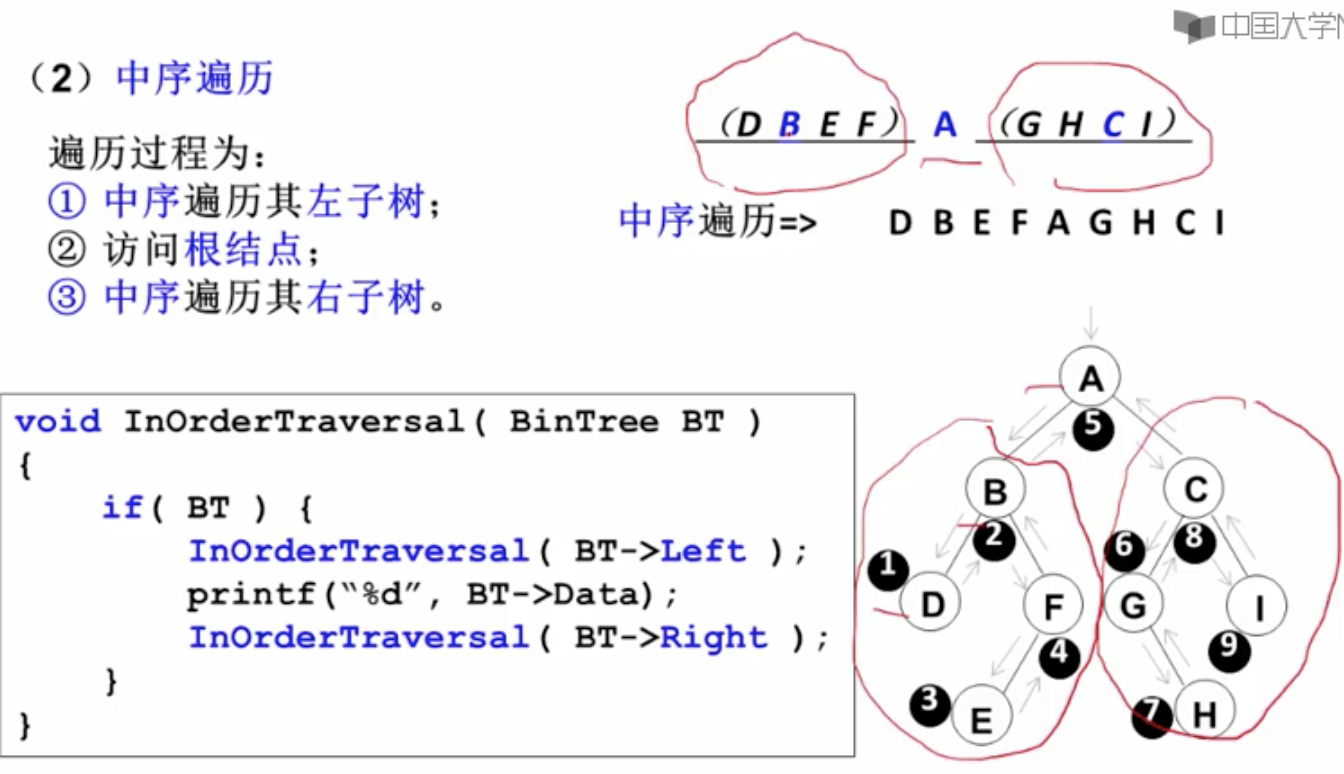 中国大学M
（2）中序遍历
遍历过程为：
① 中序遍历其左子树；
② 访问根结点；
③ 中序遍历其右子树。
（D B E F） A （G H C I）
中序遍历=> D B E F A G H C I
void InOrderTraversal( BinTree BT )
{
if( BT ) {
InOrderTraversal( BT->Left );
printf(“%d”, BT->Data);
InOrderTraversal( BT->Right );
}
}
A
5
B
C
2
6
8
1
D
F
G
I
4
9
3
E
7
H